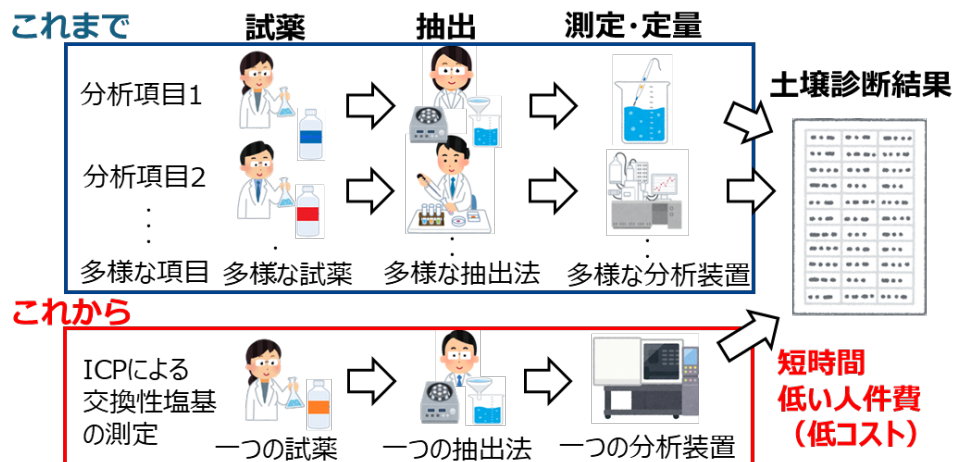 これまで
試薬
抽出
測定・定量
土壌診断結果
分析項目1
分析項目2
・
・
・
多様な項目
・
・
多様な試薬
・
・
多様な抽出法
・
・
多様な分析装置
これから
ICPによる
交換性塩基
の測定
一つの試薬
一つの抽出法
一つの分析装置
短時間
低い人件費
（低コスト）